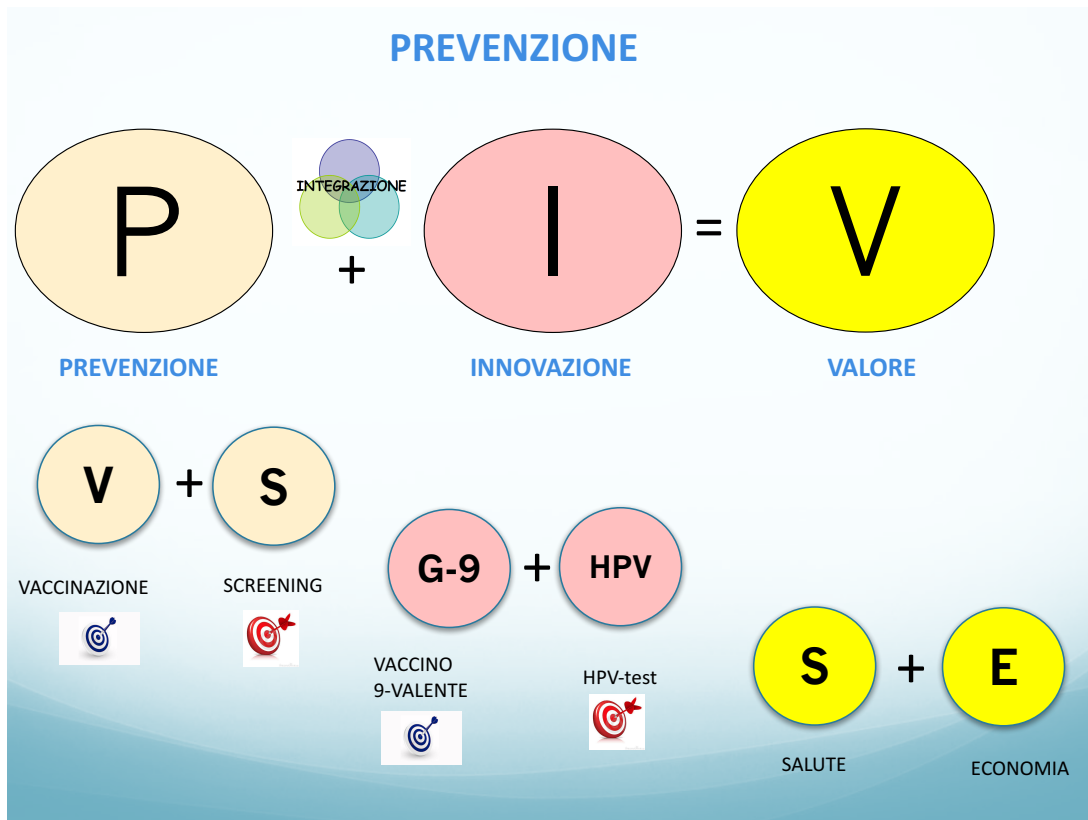 PREVENZIONE
P
INTEGRAZIONE
+
I
=
V
PREVENZIONE
INNOVAZIONE
VALORE
V
+
S
VACCINAZIONE
SCREENING
G-9
+
HPV
VACCINO
9-VALENTE
HPV-test
S
+
E
SALUTE
ECONOMIA